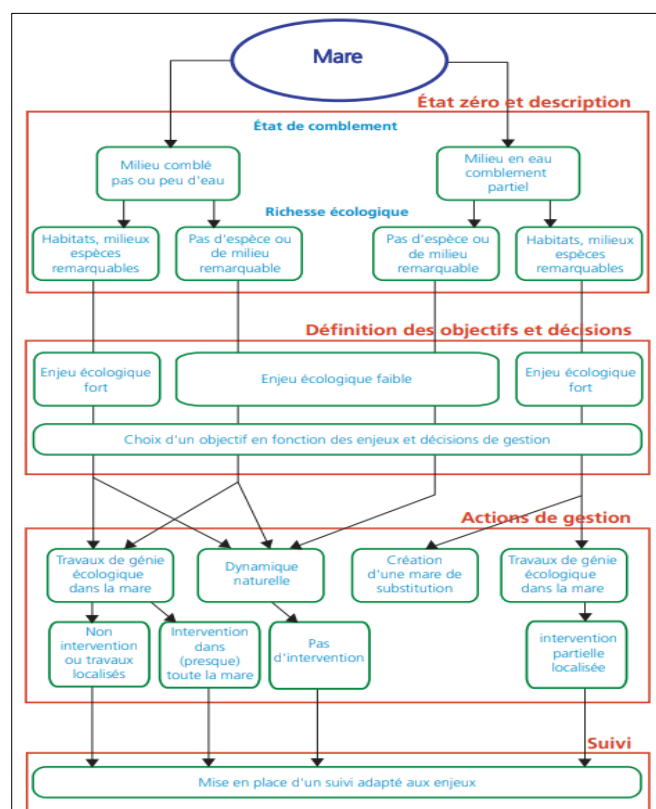 Mare
État zéro et description
État de comblement
Milieu comblé
pas ou peu d'eau
Milieu en eau
comblement
partiel
Richesse écologique
Habitats, milieux
espèces
remarquables
Pas d'espèce ou
de milieu
remarquable
Pas d'espèce ou
de milieu
remarquable
Habitats, milieux
espèces
remarquables
Définition des objectifs et décisions
Enjeu écologique
fort
Enjeu écologique faible
Enjeu écologique
fort
Choix d'un objectif en fonction des enjeux et décisions de gestion
Actions de gestion
Travaux de génie
écologique
dans la mare
Dynamique
naturelle
Création
d'une mare de
substitution
Travaux de génie
écologique
dans la mare
Non
intervention
ou travaux
localisés
Intervention
dans
(presque)
toute la mare
Pas
d'intervention
intervention
partielle
localisée
Suivi
Mise en place d'un suivi adapté aux enjeux